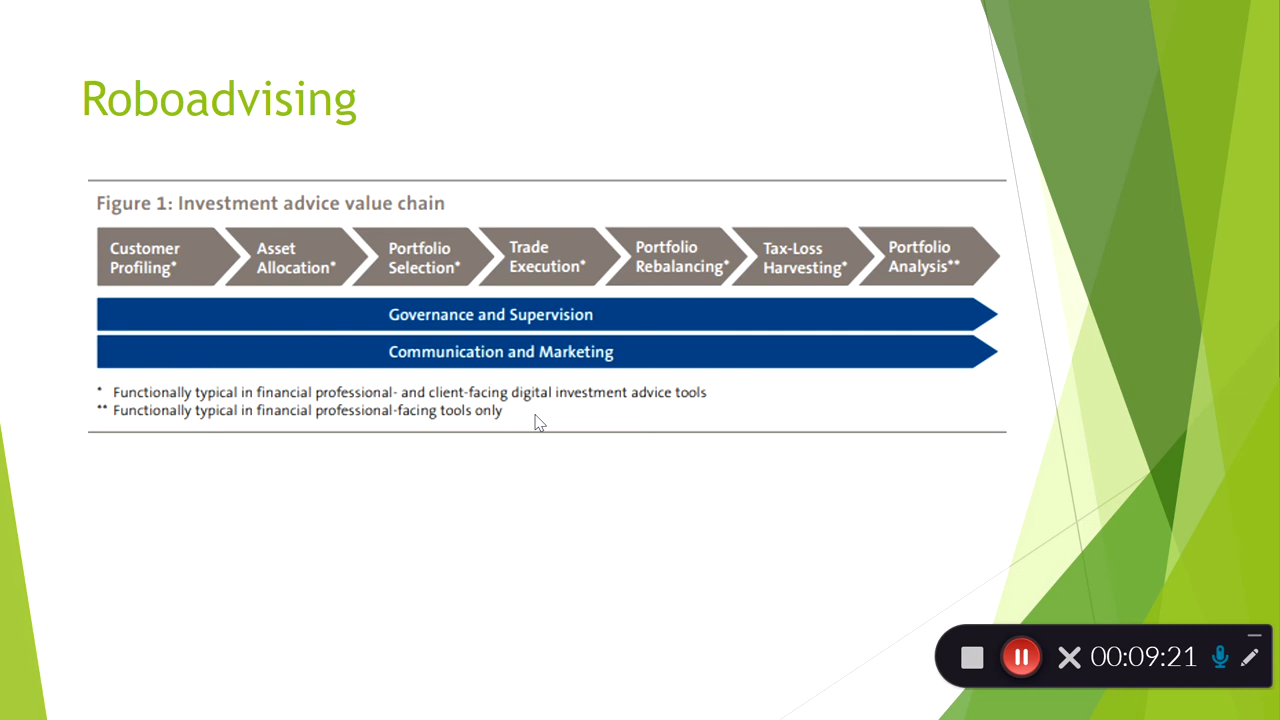 Roboadvising
Figure 1: Investment advice value chain
Customer Profiling*
Asset Allocation*
Portfolio Selection*
Trade Execution*
Portfolio Rebalancing*
Tax-Loss Harvesting*
Portfolio Analysis**
Governance and Supervision
Communication and Marketing
* Functionally typical in financial professional- and client-facing digital investment advice tools
** Functionally typical in financial professional-facing tools only
00:09:21